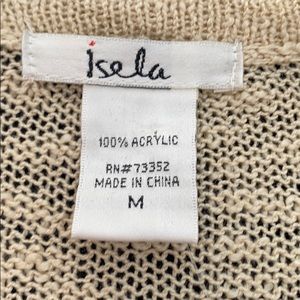 isela
100% ACRYLIC
RN#73352
MADE IN CHINA
M